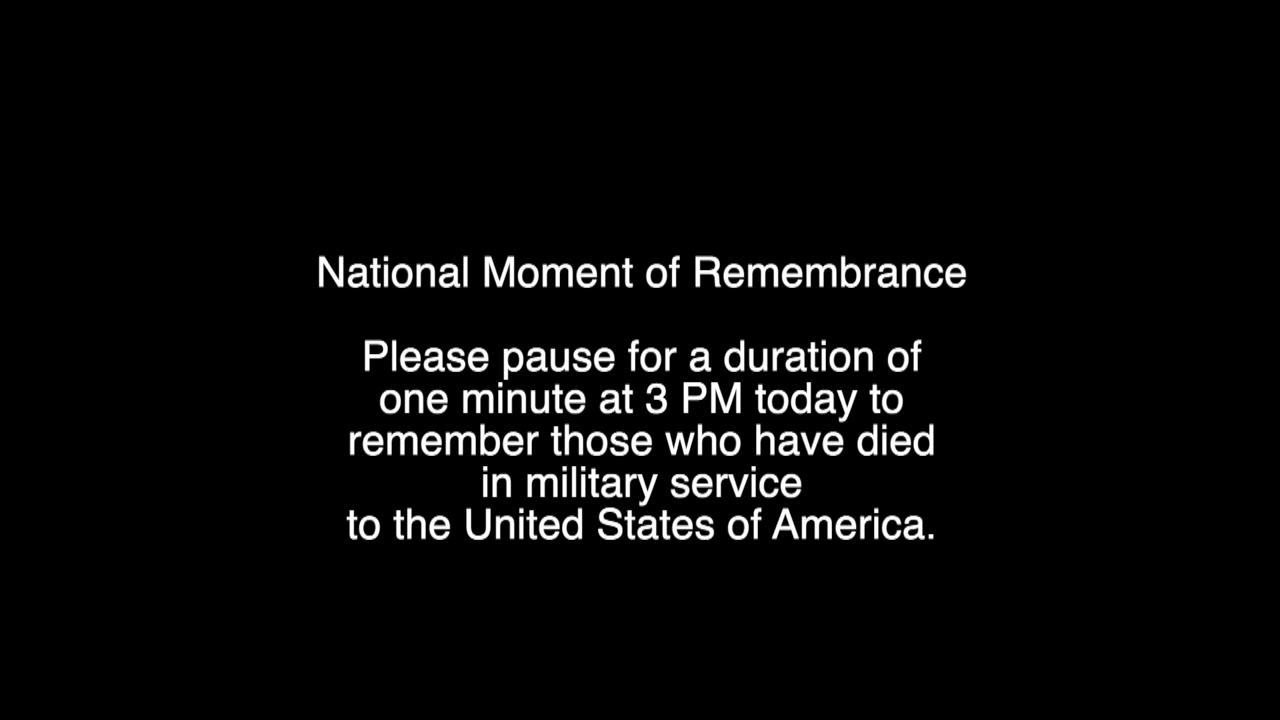 National Moment of Remembrance
Please pause for a duration of
one minute at 3 PM today to
remember those who have died
in military service
to the United States of America.